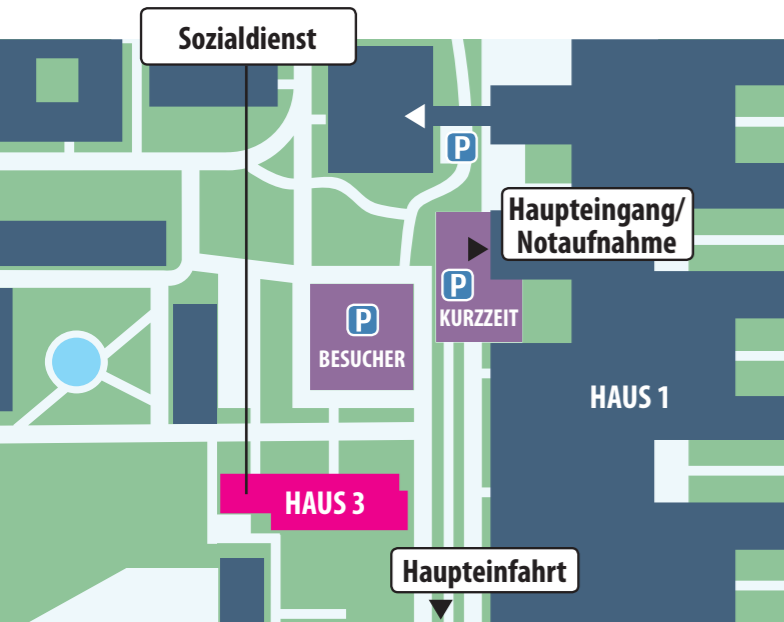 Sozialdienst
P
Haupteingang/
Notaufnahme
P
KURZZEIT
P
BESUCHER
HAUS 1
HAUS 3
Haupteinfahrt